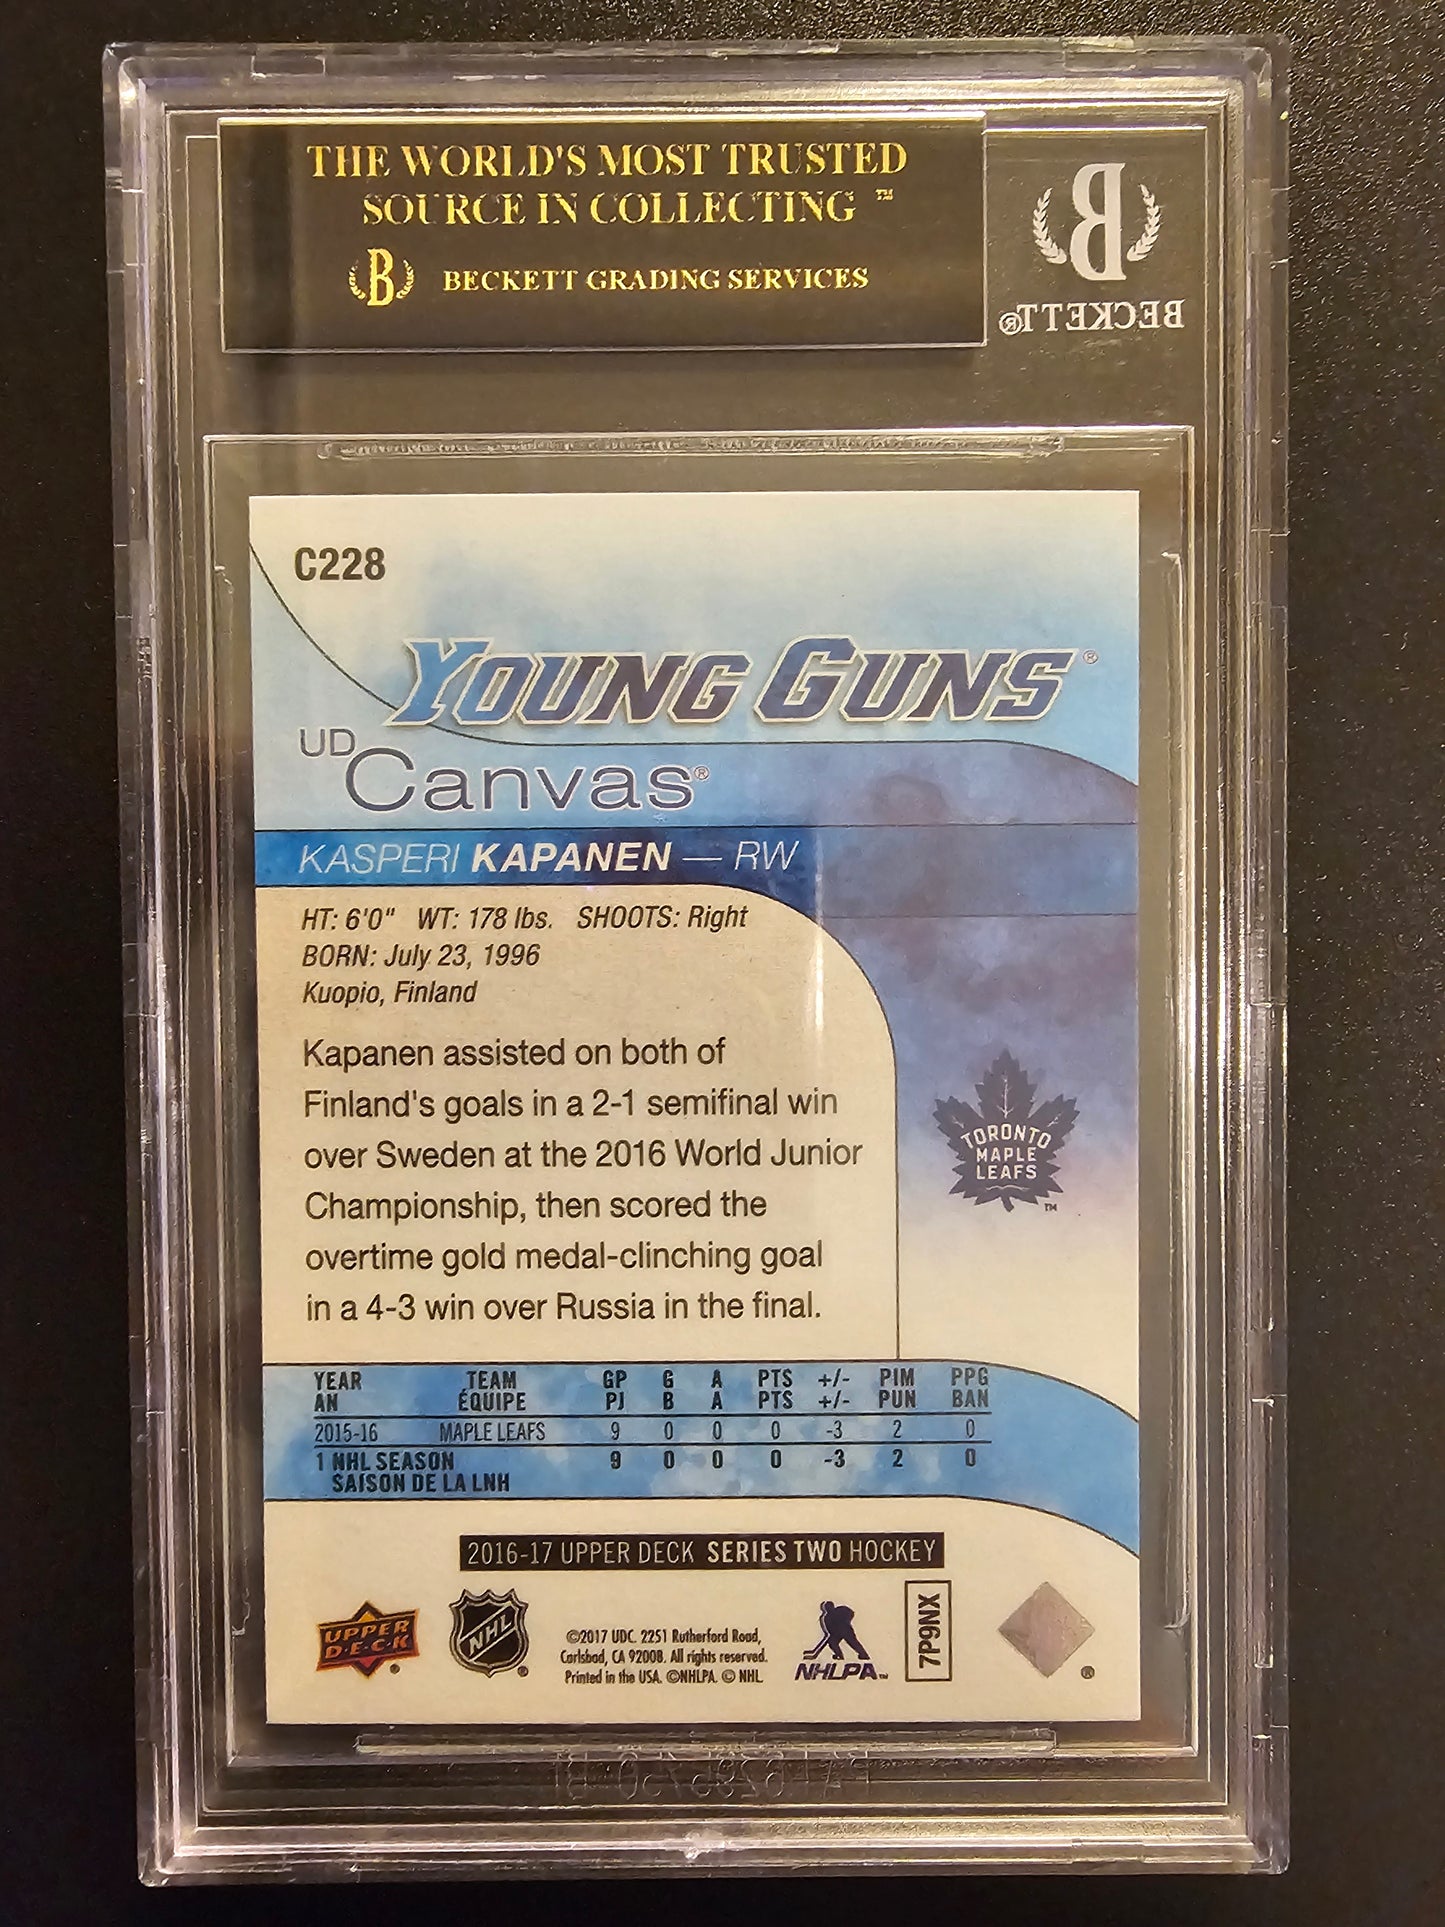 THE WORLD'S MOST TRUSTED
SOURCE IN COLLECTING ™
B BECKETT GRADING SERVICES
B
BECKETT®
C228
YOUNG GUNS®
UD Canvas®
KASPERI KAPANEN — RW
HT: 6'0" WT: 178 lbs. SHOOTS: Right
BORN: July 23, 1996
Kuopio, Finland
Kapanen assisted on both of
Finland's goals in a 2-1 semifinal win
over Sweden at the 2016 World Junior
Championship, then scored the
overtime gold medal-clinching goal
in a 4-3 win over Russia in the final.
TORONTO
MAPLE
LEAFS
™
YEAR TEAM GP G A PTS +/- PIM PPG
AN ÉQUIPE PJ B A PTS +/- PUN BAN
2015-16 MAPLE LEAFS 9 0 0 0 -3 2 0
1 NHL SEASON 9 0 0 0 -3 2 0
SAISON DE LA LNH
2016-17 UPPER DECK SERIES TWO HOCKEY
UPPER
D·E·C·K
®
NHL
®
©2017 UDC. 2251 Rutherford Road,
Carlsbad, CA 92008. All rights reserved.
Printed in the USA. ©NHLPA. © NHL
NHLPA™
7P9NX
®